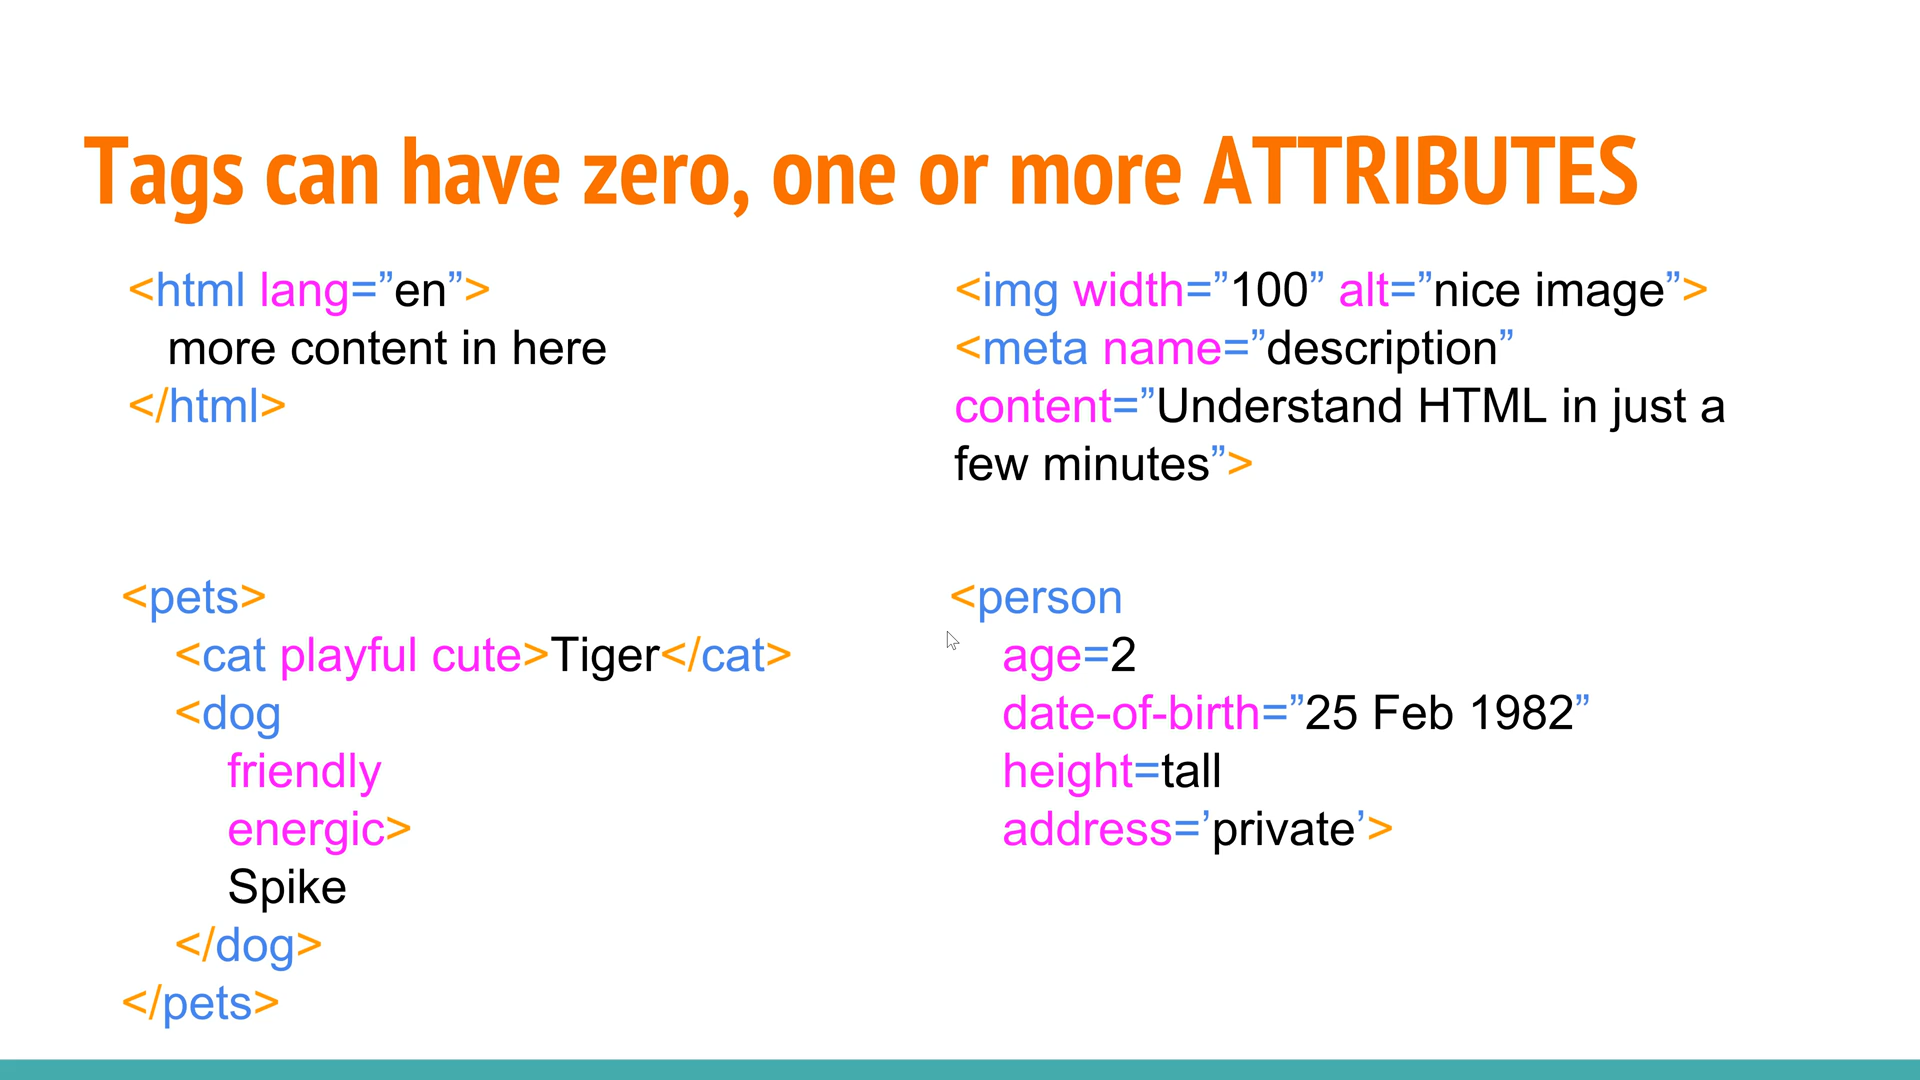 Tags can have zero, one or more ATTRIBUTES
<html lang=”en”>
more content in here
</html>
<img width=”100” alt=”nice image”>
<meta name=”description”
content=”Understand HTML in just a
few minutes”>
<pets>
<cat playful cute>Tiger</cat>
<dog
friendly
energic>
Spike
</dog>
</pets>
<person
age=2
date-of-birth=”25 Feb 1982”
height=tall
address=’private’>